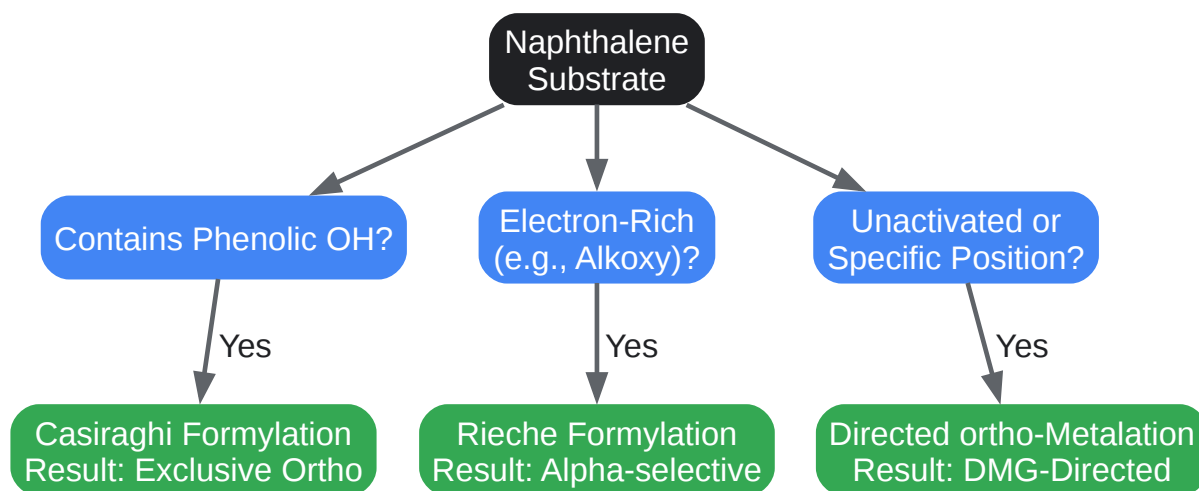 Naphthalene
Substrate
Contains Phenolic OH?
Electron-Rich
(e.g., Alkoxy)?
Unactivated or
Specific Position?
Yes
Yes
Yes
Casiraghi Formylation
Result: Exclusive Ortho
Rieche Formylation
Result: Alpha-selective
Directed ortho-Metalation
Result: DMG-Directed